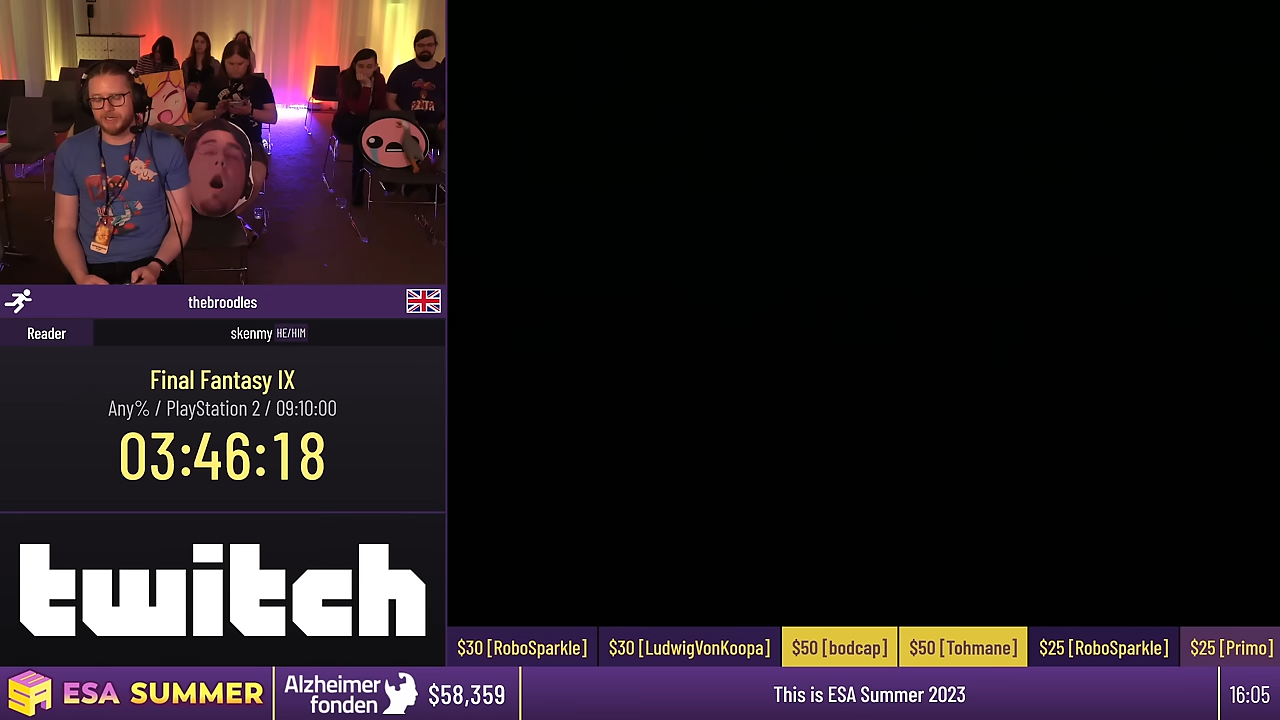 thebroodles
Reader
skenmy HE/HIM
Final Fantasy IX
Any% / PlayStation 2 / 09:10:00
03:46:18
twitch
$30 [RoboSparkle]
$30 [LudwigVonKoopa]
$50 [bodcap]
$50 [Tohmane]
$25 [RoboSparkle]
$25 [Primo]
ESA SUMMER
Alzheimer
fonden
$58,359
This is ESA Summer 2023
16:05